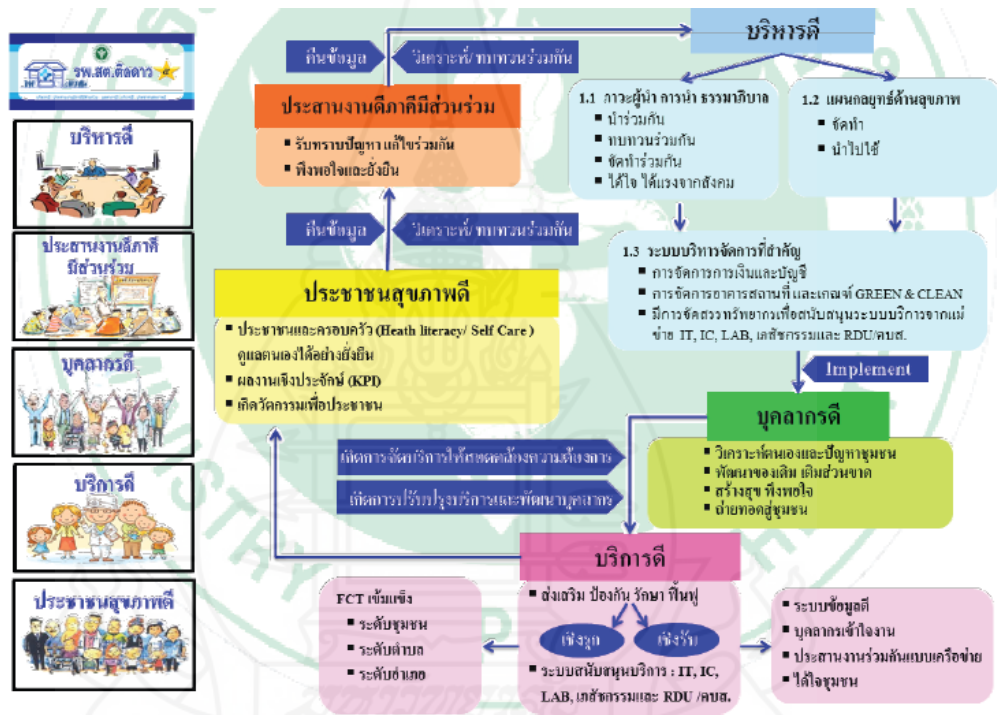 รพ.สต.ติดดาว
บริหารดี
ประสานงานดีภาคี
มีส่วนร่วม
บุคลากรดี
บริการดี
ประชาชนสุขภาพดี
คืนข้อมูล
วิเคราะห์/ทบทวนร่วมกัน
ประสานงานดีภาคีมีส่วนร่วม
▪ รับทราบปัญหา แก้ไขร่วมกัน
▪ พึงพอใจและยั่งยืน
คืนข้อมูล
วิเคราะห์/ทบทวนร่วมกัน
ประชาชนสุขภาพดี
▪ ประชาชนและครอบครัว (Heath literacy/ Self Care )
ดูแลตนเองได้อย่างยั่งยืน
▪ ผลงานเชิงประจักษ์ (KPI)
▪ เกิดวัตกรรมเพื่อประชาชน
บริหารดี
1.1 ภาวะผู้นำ การนำ ธรรมาภิบาล
▪ นำร่วมกัน
▪ ทบทวนร่วมกัน
▪ จัดทำร่วมกัน
▪ ได้ใจ ได้แรงจากสังคม
1.2 แผนกลยุทธ์ด้านสุขภาพ
▪ จัดทำ
▪ นำไปใช้
1.3 ระบบบริหารจัดการที่สำคัญ
▪ การจัดการการเงินและบัญชี
▪ การจัดการอาคารสถานที่ และเกณฑ์ GREEN & CLEAN
▪ มีการจัดสรรทรัพยากรเพื่อสนับสนุนระบบบริการจากแม่
ข่าย IT, IC, LAB, เภสัชกรรมและ RDU/คบส.
Implement
บุคลากรดี
▪ วิเคราะห์ตนเองและปัญหาชุมชน
▪ พัฒนาของเดิม เติมส่วนขาด
▪ สร้างสุข พึงพอใจ
▪ ถ่ายทอดสู่ชุมชน
เกิดการจัดบริการให้สอดคล้องความต้องการ
เกิดการปรับปรุงบริการและพัฒนาบุคลากร
บริการดี
▪ ส่งเสริม ป้องกัน รักษา ฟื้นฟู
เชิงรุก
เชิงรับ
▪ ระบบสนับสนุนบริการ : IT, IC,
LAB, เภสัชกรรมและ RDU /คบส.
FCT เข้มแข็ง
▪ ระดับชุมชน
▪ ระดับตำบล
▪ ระดับอำเภอ
▪ ระบบข้อมูลดี
▪ บุคลากรเข้าใจงาน
▪ ประสานงานร่วมกันแบบเครือข่าย
▪ ได้ใจชุมชน